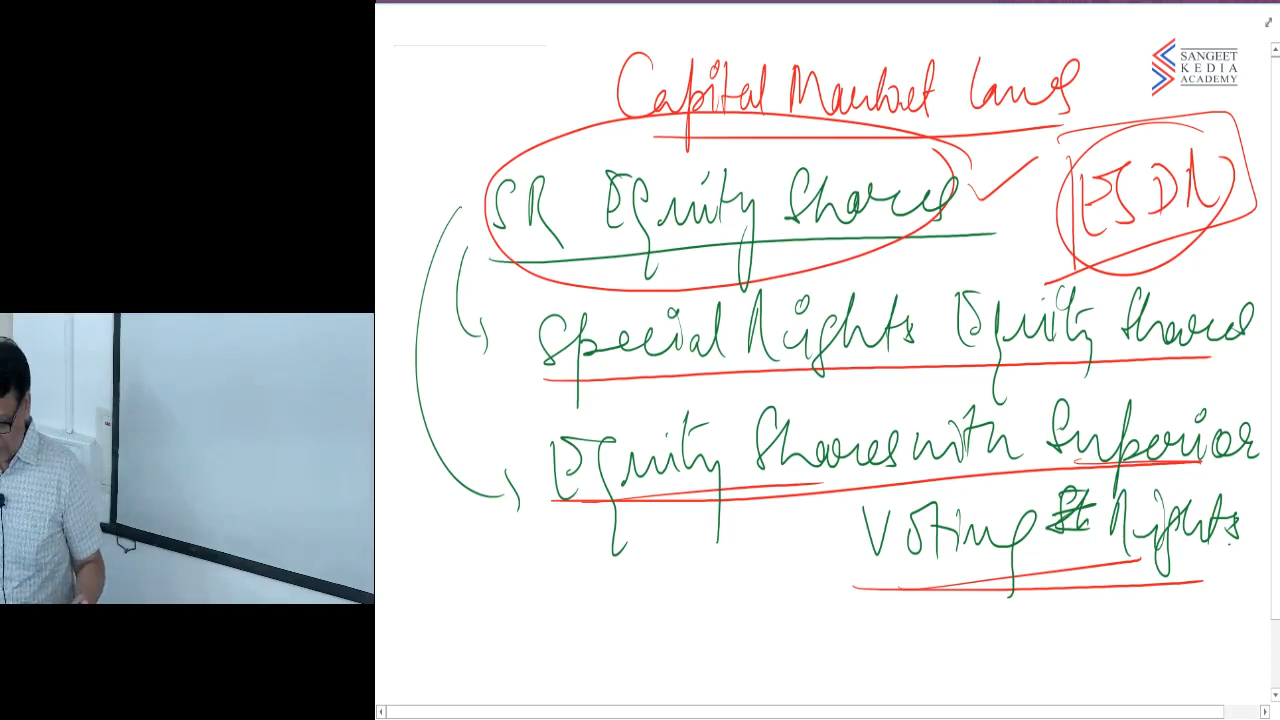 SANGEET
KEDIA
ACADEMY
Capital Market Laws
SR Equity Shares
Special Rights Equity Shares
Equity Shares with Superior
Voting Rights